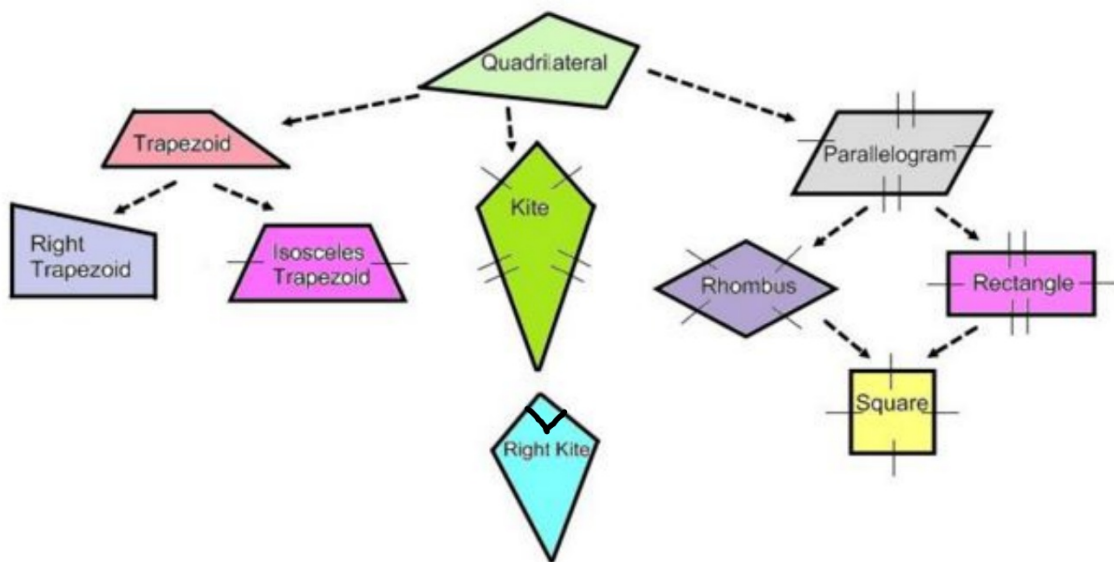 Quadrilateral
Trapezoid
Parallelogram
Kite
Right
Trapezoid
Isosceles
Trapezoid
Rhombus
Rectangle
Square
Right Kite